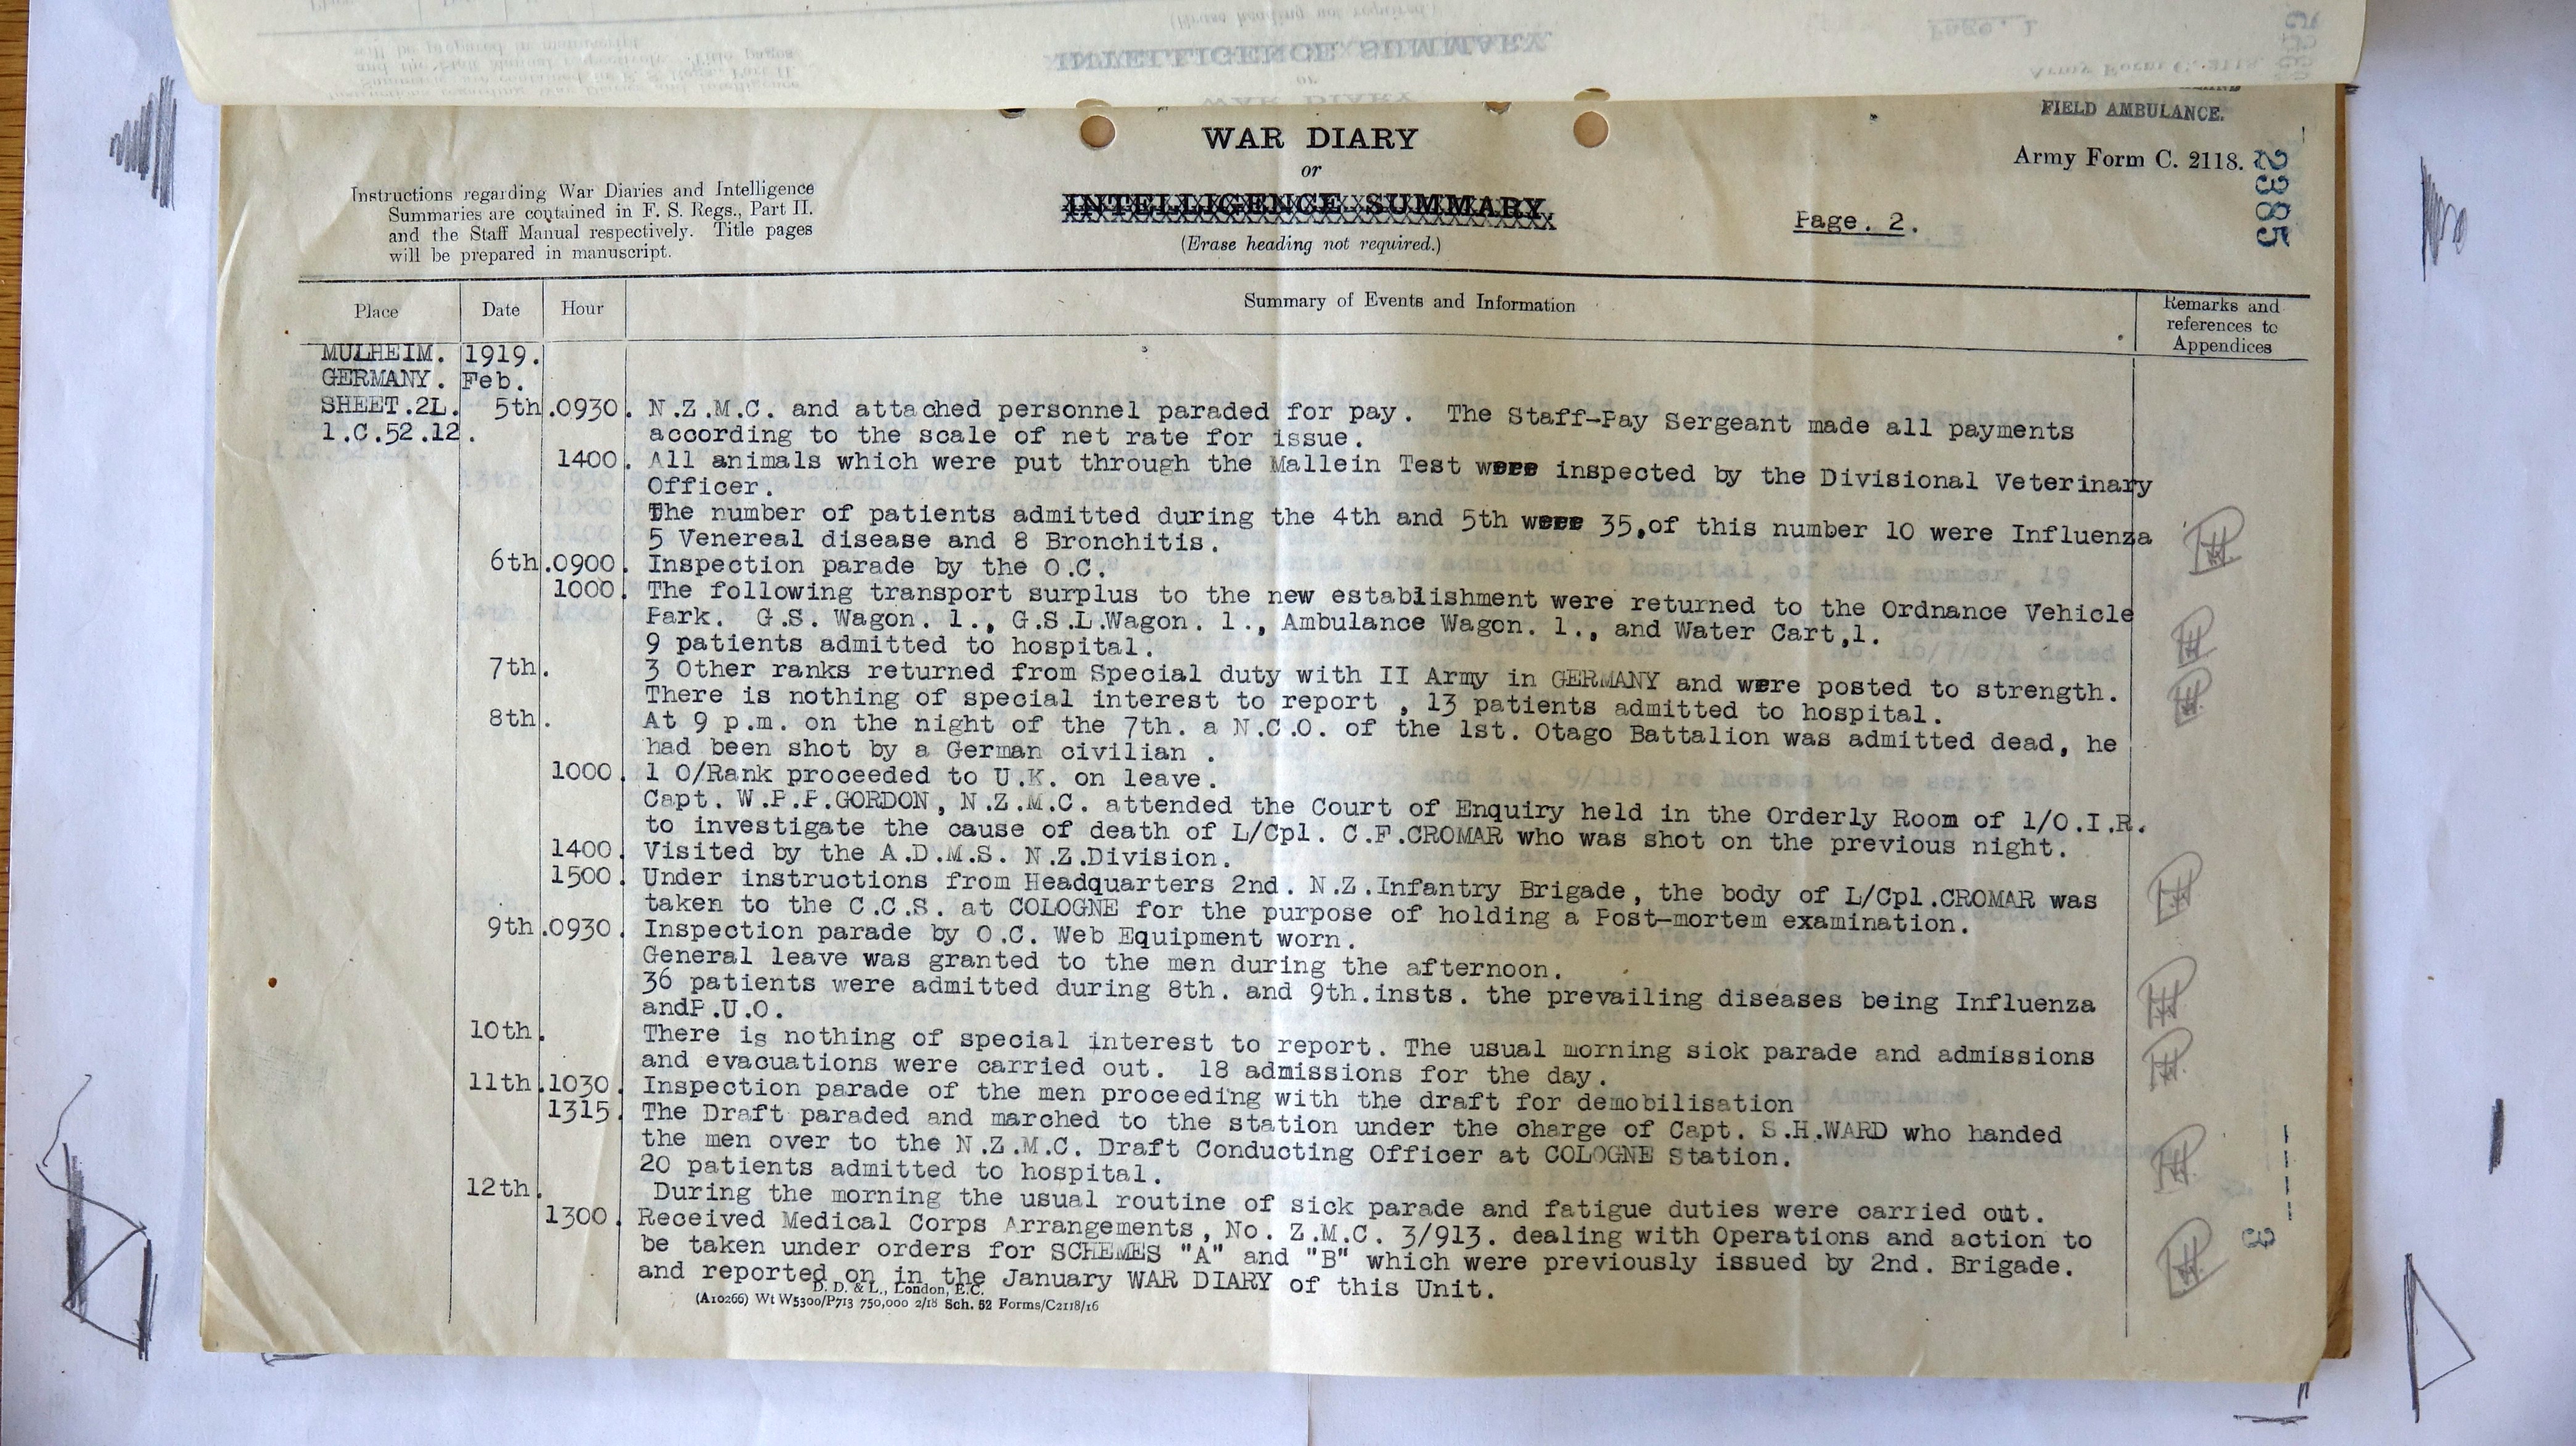 FIELD AMBULANCE.
Army Form C. 2118.
2385
WAR DIARY
or
INTELLIGENCE SUMMARY.
(Erase heading not required.)
Page. 2.
Instructions regarding War Diaries and Intelligence
Summaries are contained in F. S. Regs., Part II.
and the Staff Manual respectively. Title pages
will be prepared in manuscript.
Place Date Hour Summary of Events and Information Remarks and
references to
Appendices
MULHEIM. 1919.
GERMANY. Feb.
SHEET.2L. 5th.0930. N.Z.M.C. and attached personnel paraded for pay. The Staff-Pay Sergeant made all payments
1.C.52.12. according to the scale of net rate for issue.
1400. All animals which were put through the Mallein Test were inspected by the Divisional Veterinary
Officer.
The number of patients admitted during the 4th and 5th were 35,of this number 10 were Influenza
5 Venereal disease and 8 Bronchitis.
6th.0900. Inspection parade by the O.C.
1000. The following transport surplus to the new establishment were returned to the Ordnance Vehicle
Park. G.S. Wagon. 1., G.S.L.Wagon. 1., Ambulance Wagon. 1., and Water Cart,1.
9 patients admitted to hospital.
7th. 3 Other ranks returned from Special duty with II Army in GERMANY and were posted to strength.
There is nothing of special interest to report , 13 patients admitted to hospital.
8th. At 9 p.m. on the night of the 7th. a N.C.O. of the 1st. Otago Battalion was admitted dead, he
had been shot by a German civilian .
1000. 1 O/Rank proceeded to U.K. on leave.
Capt. W.P.P.GORDON, N.Z.M.C. attended the Court of Enquiry held in the Orderly Room of 1/O.I.R.
to investigate the cause of death of L/Cpl. C.F.CROMAR who was shot on the previous night.
1400. Visited by the A.D.M.S. N.Z.Division.
1500. Under instructions from Headquarters 2nd. N.Z.Infantry Brigade, the body of L/Cpl.CROMAR was
taken to the C.C.S. at COLOGNE for the purpose of holding a Post-mortem examination.
9th.0930. Inspection parade by O.C. Web Equipment worn.
General leave was granted to the men during the afternoon.
36 patients were admitted during 8th. and 9th.insts. the prevailing diseases being Influenza
andP.U.O.
10th. There is nothing of special interest to report. The usual morning sick parade and admissions
and evacuations were carried out. 18 admissions for the day.
11th.1030. Inspection parade of the men proceeding with the draft for demobilisation
1315. The Draft paraded and marched to the station under the charge of Capt. S.H.WARD who handed
the men over to the N.Z.M.C. Draft Conducting Officer at COLOGNE Station.
20 patients admitted to hospital.
12th. During the morning the usual routine of sick parade and fatigue duties were carried out.
1300. Received Medical Corps Arrangements, No. Z.M.C. 3/913. dealing with Operations and action to
be taken under orders for SCHEMES "A" and "B" which were previously issued by 2nd. Brigade.
and reported on in the January WAR DIARY of this Unit.
D. D. & L., London, E.C.
(A10266) Wt W5300/P713 750,000 2/18 Sch. 52 Forms/C2118/16
3